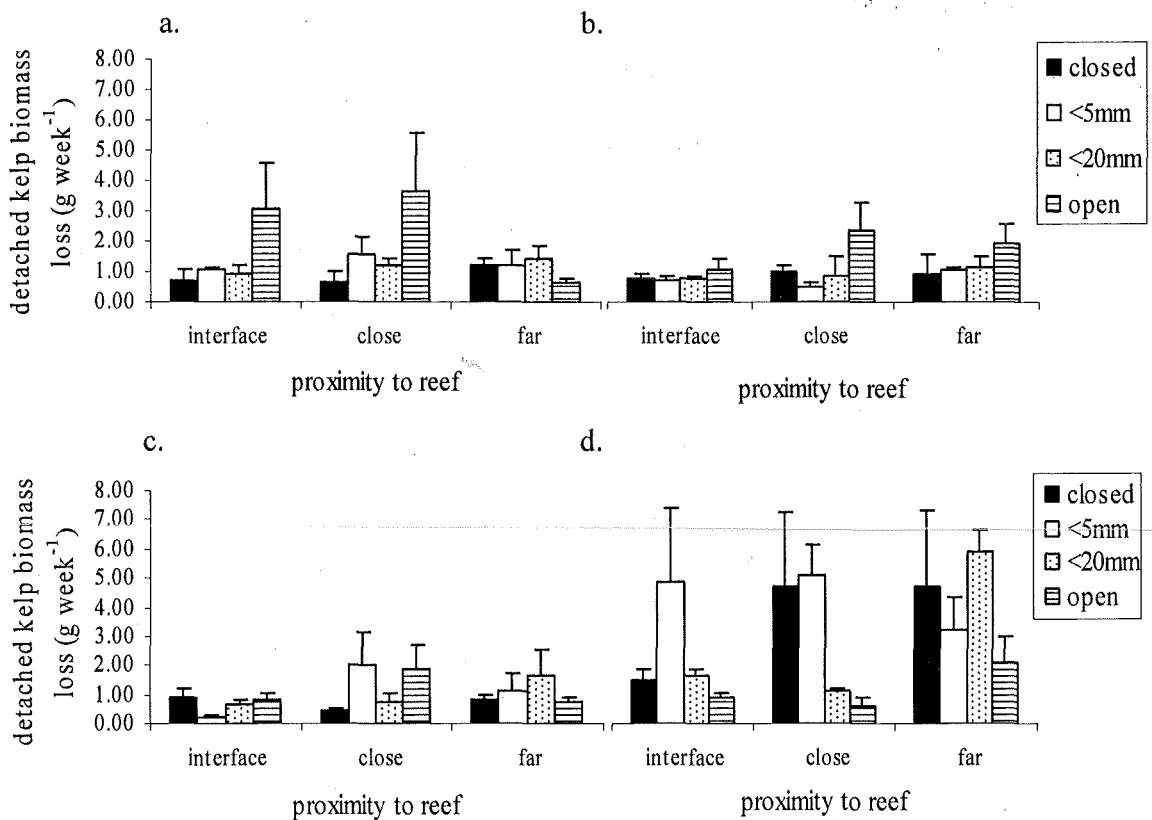 a.
b.
detached kelp biomass
loss (g week⁻¹)
8.00
7.00
6.00
5.00
4.00
3.00
2.00
1.00
0.00
interface
close
far
interface
close
far
proximity to reef
proximity to reef
closed
<5mm
<20mm
open
c.
d.
detached kelp biomass
loss (g week⁻¹)
8.00
7.00
6.00
5.00
4.00
3.00
2.00
1.00
0.00
interface
close
far
interface
close
far
proximity to reef
proximity to reef
closed
<5mm
<20mm
open